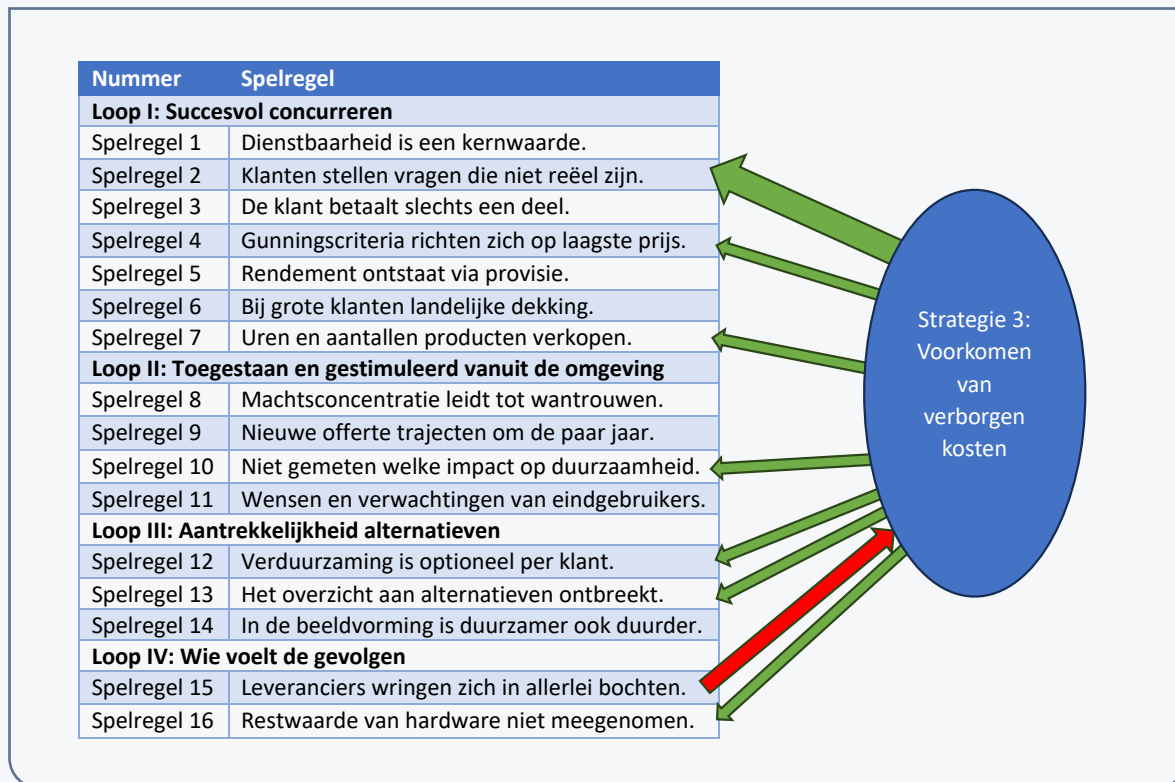 Nummer Spelregel
Loop I: Succesvol concurreren
Spelregel 1 Dienstbaarheid is een kernwaarde.
Spelregel 2 Klanten stellen vragen die niet reëel zijn.
Spelregel 3 De klant betaalt slechts een deel.
Spelregel 4 Gunningscriteria richten zich op laagste prijs.
Spelregel 5 Rendement ontstaat via provisie.
Spelregel 6 Bij grote klanten landelijke dekking.
Spelregel 7 Uren en aantallen producten verkopen.
Loop II: Toegestaan en gestimuleerd vanuit de omgeving
Spelregel 8 Machtsconcentratie leidt tot wantrouwen.
Spelregel 9 Nieuwe offerte trajecten om de paar jaar.
Spelregel 10 Niet gemeten welke impact op duurzaamheid.
Spelregel 11 Wensen en verwachtingen van eindgebruikers.
Loop III: Aantrekkelijkheid alternatieven
Spelregel 12 Verduurzaming is optioneel per klant.
Spelregel 13 Het overzicht aan alternatieven ontbreekt.
Spelregel 14 In de beeldvorming is duurzamer ook duurder.
Loop IV: Wie voelt de gevolgen
Spelregel 15 Leveranciers wringen zich in allerlei bochten.
Spelregel 16 Restwaarde van hardware niet meegenomen.
Strategie 3:
Voorkomen
van
verborgen
kosten